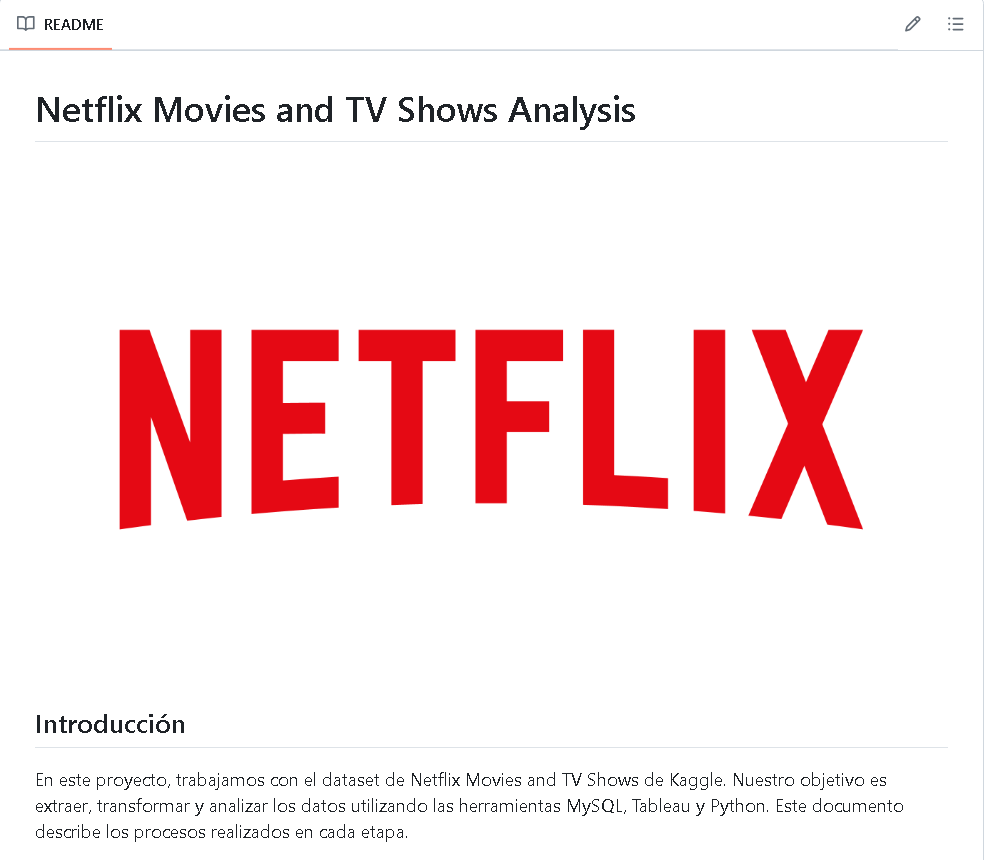 README
Netflix Movies and TV Shows Analysis
NETFLIX
Introducción
En este proyecto, trabajamos con el dataset de Netflix Movies and TV Shows de Kaggle. Nuestro objetivo es
extraer, transformar y analizar los datos utilizando las herramientas MySQL, Tableau y Python. Este documento
describe los procesos realizados en cada etapa.